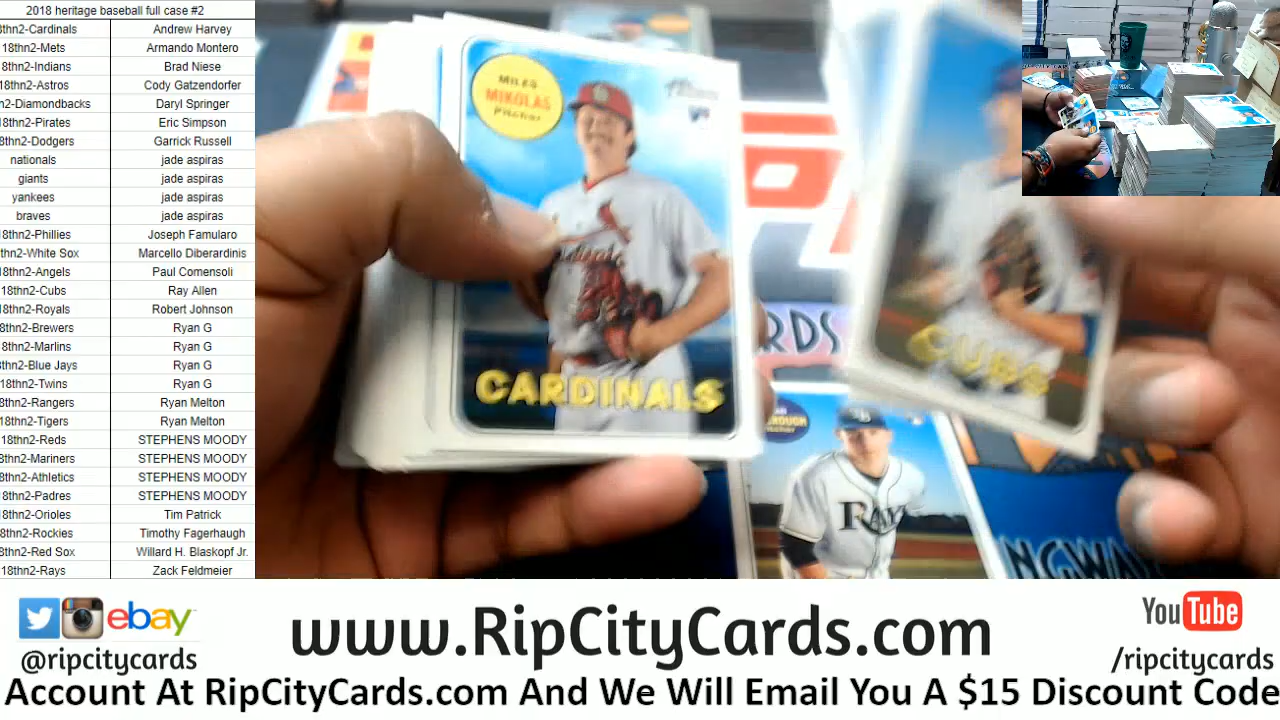 2018 heritage baseball full case #2
8thn2-Cardinals Andrew Harvey
18thn2-Mets Armando Montero
8thn2-Indians Brad Niese
18thn2-Astros Cody Gatzendorfer
n2-Diamondbacks Daryl Springer
8thn2-Pirates Eric Simpson
8thn2-Dodgers Garrick Russell
nationals jade aspiras
giants jade aspiras
yankees jade aspiras
braves jade aspiras
8thn2-Phillies Joseph Famularo
thn2-White Sox Marcello Diberardinis
18thn2-Angels Paul Comensoli
18thn2-Cubs Ray Allen
18thn2-Royals Robert Johnson
8thn2-Brewers Ryan G
18thn2-Marlins Ryan G
8thn2-Blue Jays Ryan G
18thn2-Twins Ryan G
8thn2-Rangers Ryan Melton
18thn2-Tigers Ryan Melton
18thn2-Reds STEPHENS MOODY
8thn2-Mariners STEPHENS MOODY
8thn2-Athletics STEPHENS MOODY
8thn2-Padres STEPHENS MOODY
18thn2-Orioles Tim Patrick
8thn2-Rockies Timothy Fagerhaugh
8thn2-Red Sox Willard H. Blaskopf Jr.
18thn2-Rays Zack Feldmeier
MILES
MIKOLAS
Pitcher
Cardinals
CARDINALS
CUBS
RAYS
ebay
@ripcitycards
www.RipCityCards.com
YouTube
/ripcitycards
Account At RipCityCards.com And We Will Email You A $15 Discount Code